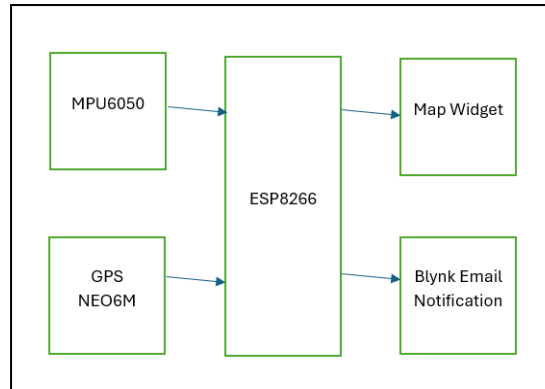 MPU6050
Map Widget
ESP8266
GPS
NEO6M
Blynk Email
Notification